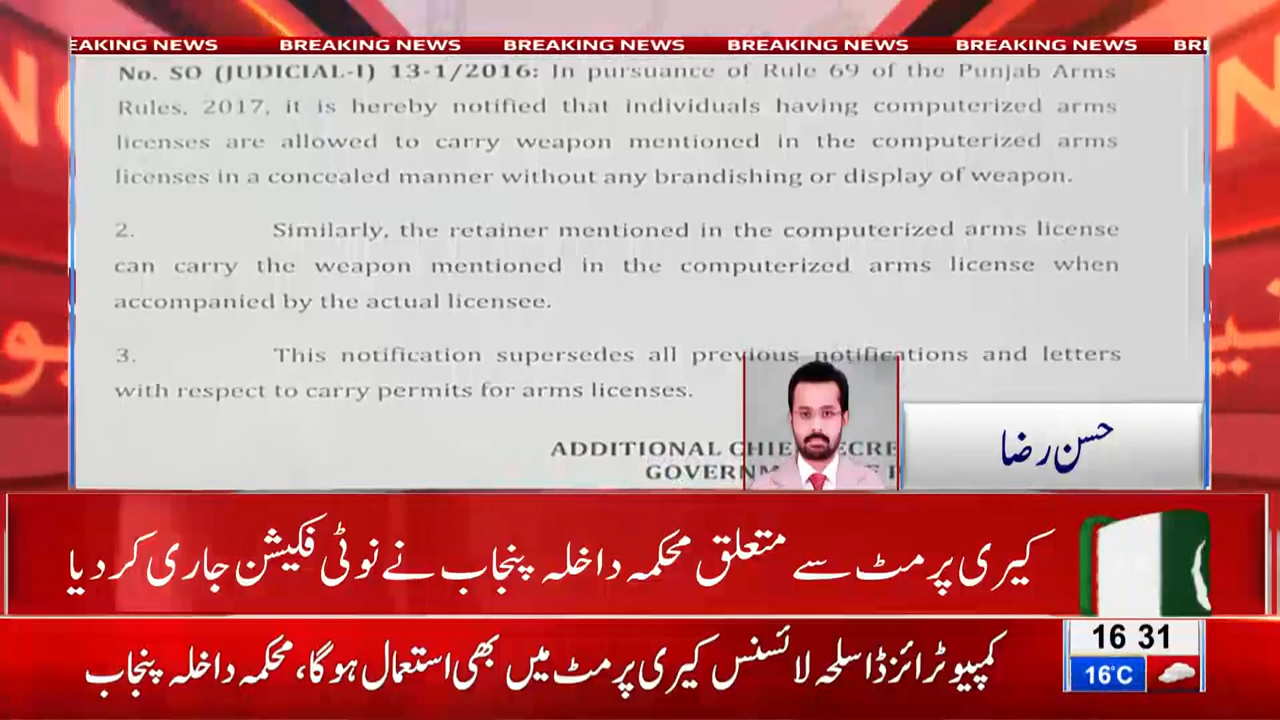 EAKING NEWS BREAKING NEWS BREAKING NEWS BREAKING NEWS BREAKING NEWS BRI
No. SO (JUDICIAL-I) 13-1/2016: In pursuance of Rule 69 of the Punjab Arms
Rules, 2017, it is hereby notified that individuals having computerized arms
licenses are allowed to carry weapon mentioned in the computerized arms
licenses in a concealed manner without any brandishing or display of weapon.
2. Similarly, the retainer mentioned in the computerized arms license
can carry the weapon mentioned in the computerized arms license when
accompanied by the actual licensee.
3. This notification supersedes all previous notifications and letters
with respect to carry permits for arms licenses.
ADDITIONAL CHIE
GOVERNM
حسن رضا
کیری پرمٹ سے متعلق محکمہ داخلہ پنجاب نے نوٹی فکیشن جاری کر دیا
کمپیوٹرائزڈ اسلحہ لائسنس کیری پرمٹ میں بھی استعمال ہوگا، محکمہ داخلہ پنجاب
16 31
16°C